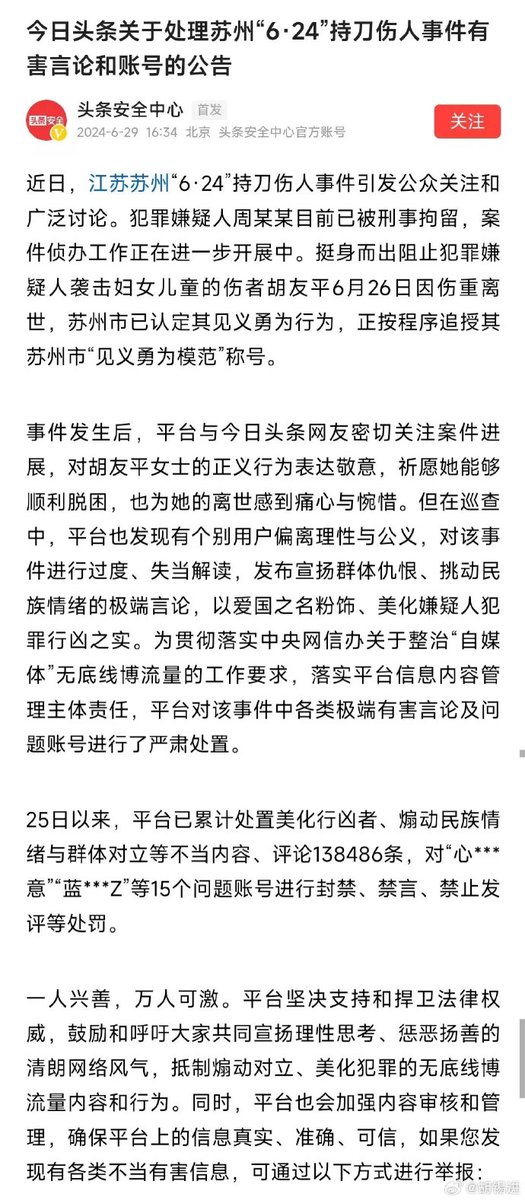 今日头条关于处理苏州“6·24”持刀伤人事件有
害言论和账号的公告
头条安全
头条安全中心 首发
2024-6-29 16:34 北京 头条安全中心官方账号
关注
近日，江苏苏州“6·24”持刀伤人事件引发公众关注和
广泛讨论。犯罪嫌疑人周某某目前已被刑事拘留，案
件侦办工作正在进一步开展中。挺身而出阻止犯罪嫌
疑人袭击妇女儿童的伤者胡友平6月26日因伤重离
世，苏州市已认定其见义勇为行为，正按程序追授其
苏州市“见义勇为模范”称号。
事件发生后，平台与今日头条网友密切关注案件进
展，对胡友平女士的正义行为表达敬意，祈愿她能够
顺利脱困，也为她的离世感到痛心与惋惜。但在巡查
中，平台也发现有个别用户偏离理性与公义，对该事
件进行过度、失当解读，发布宣扬群体仇恨、挑动民
族情绪的极端言论，以爱国之名粉饰、美化嫌疑人犯
罪行凶之实。为贯彻落实中央网信办关于整治“自媒
体”无底线博流量的工作要求，落实平台信息内容管
理主体责任，平台对该事件中各类极端有害言论及问
题账号进行了严肃处置。
25日以来，平台已累计处置美化行凶者、煽动民族情
绪与群体对立等不当内容、评论138486条，对“心***
意”“蓝***Z”等15个问题账号进行封禁、禁言、禁止发
评等处罚。
一人兴善，万人可激。平台坚决支持和捍卫法律权
威，鼓励和呼吁大家共同宣扬理性思考、惩恶扬善的
清朗网络风气，抵制煽动对立、美化犯罪的无底线博
流量内容和行为。同时，平台也会加强内容审核和管
理，确保平台上的信息真实、准确、可信，如果您发
现有各类不当有害信息，可通过以下方式进行举报：
@胡锡进